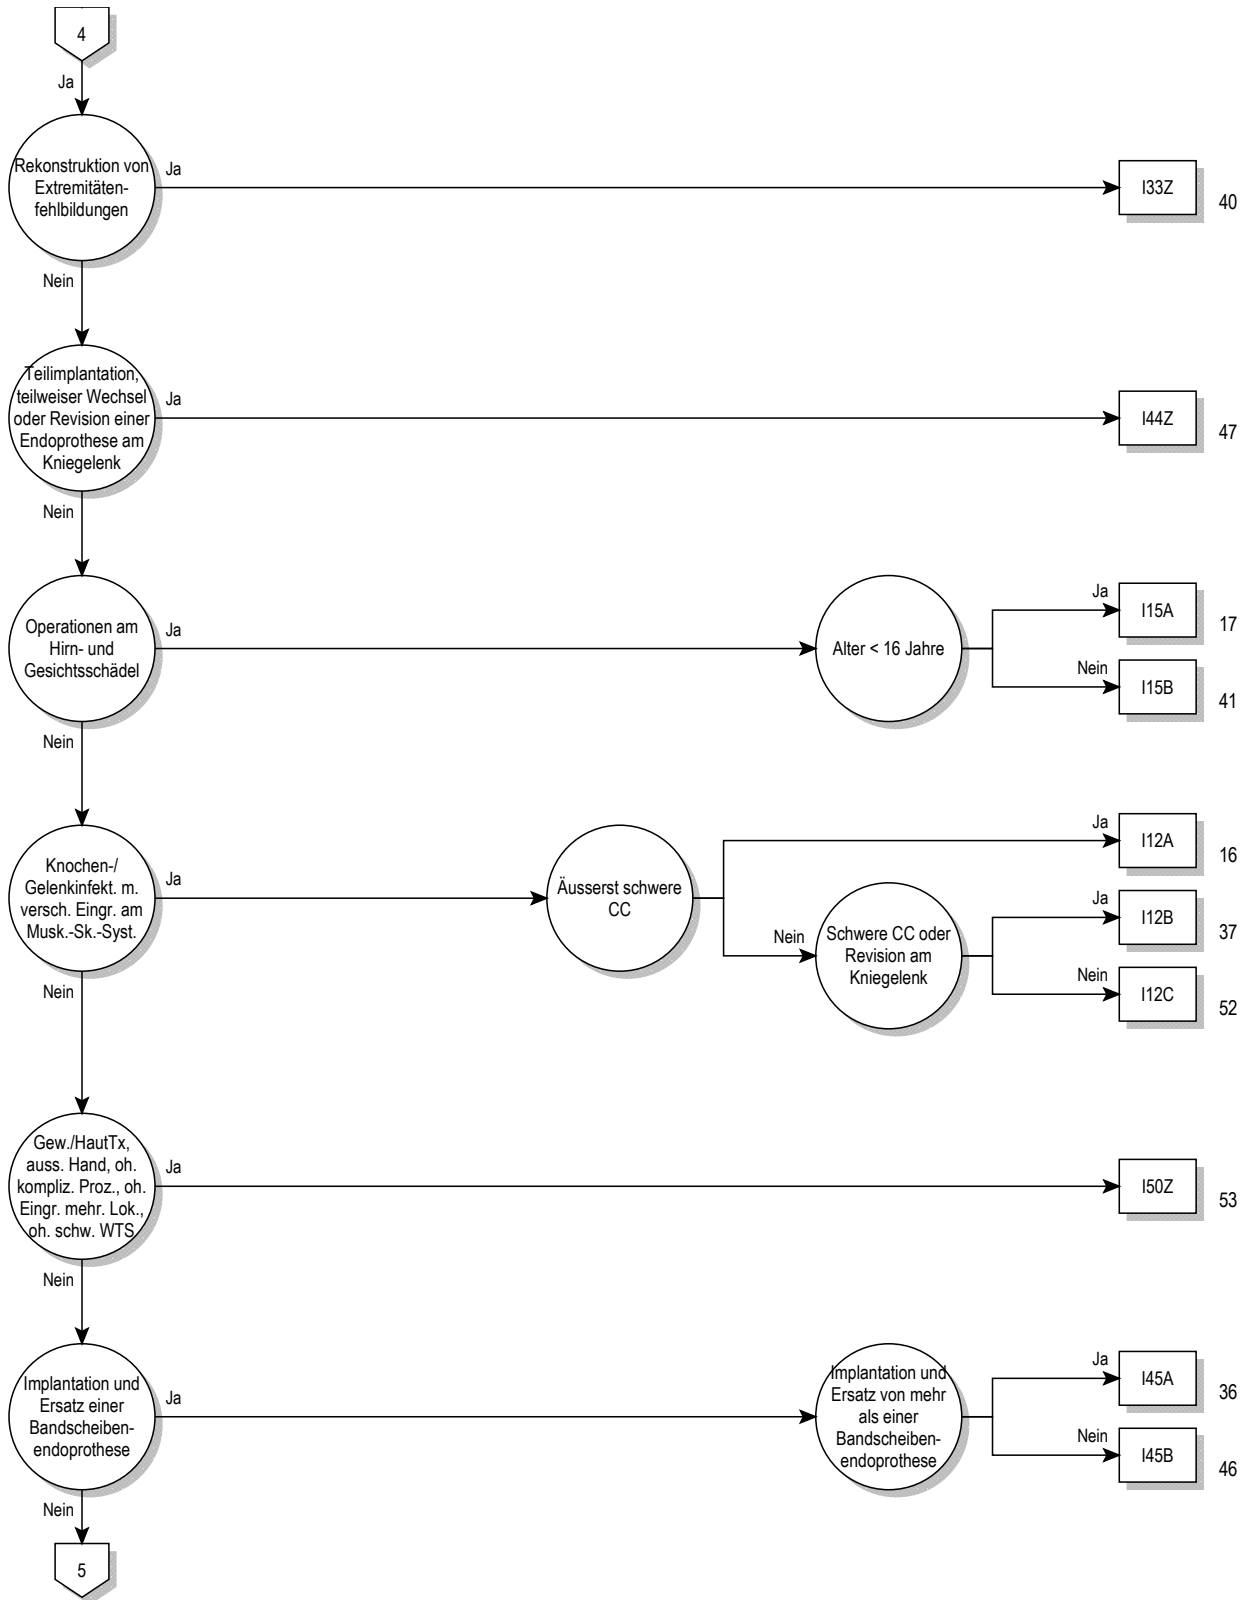 4
Ja
Rekonstruktion von
Extremitäten-
fehlbildungen
Ja
I33Z
40
Nein
Teilimplantation,
teilweiser Wechsel
oder Revision einer
Endoprothese am
Kniegelenk
Ja
I44Z
47
Nein
Operationen am
Hirn- und
Gesichtsschädel
Ja
Alter < 16 Jahre
Ja
I15A
17
Nein
I15B
41
Nein
Knochen-/
Gelenkinfekt. m.
versch. Eingr. am
Musk.-Sk.-Syst.
Ja
Äusserst schwere
CC
Ja
I12A
16
Nein
Schwere CC oder
Revision am
Kniegelenk
Ja
I12B
37
Nein
I12C
52
Nein
Gew./HautTx,
auss. Hand, oh.
kompliz. Proz., oh.
Eingr. mehr. Lok.,
oh. schw. WTS
Ja
I50Z
53
Nein
Implantation und
Ersatz einer
Bandscheiben-
endoprothese
Ja
Implantation und
Ersatz von mehr
als einer
Bandscheiben-
endoprothese
Ja
I45A
36
Nein
I45B
46
Nein
5